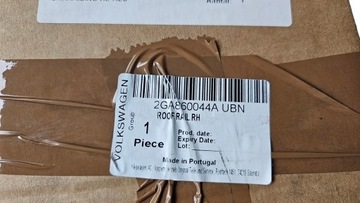 VOLKSWAGEN
Group
2GA860044A UBN
ROOFRAIL RH
1
Piece
Prod. date:
Expiry Date:
Lot:
Made in Portugal